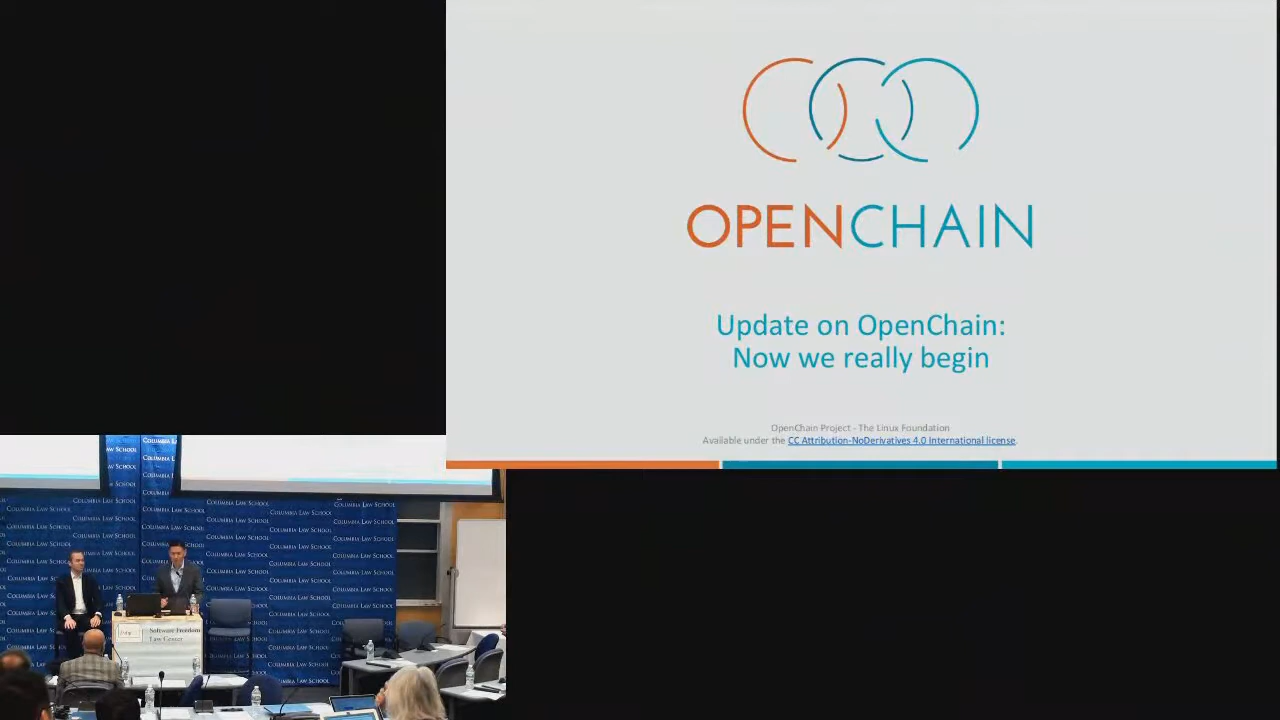 OPENCHAIN
Update on OpenChain:
Now we really begin
OpenChain Project - The Linux Foundation
Available under the CC Attribution-NoDerivatives 4.0 International license.
COLUMBIA LAW SCHOOL
Software Freedom
Law Center